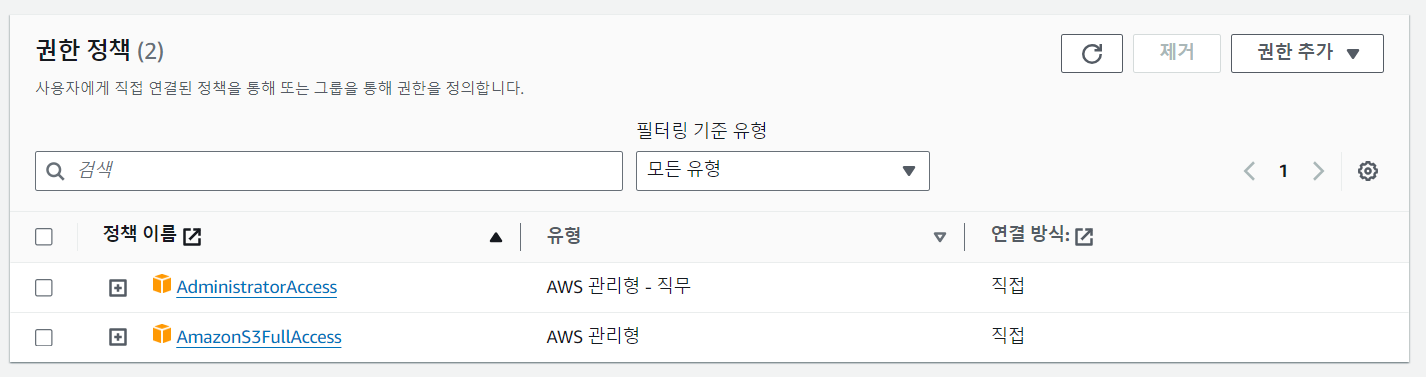 권한 정책 (2)
제거
권한 추가
사용자에게 직접 연결된 정책을 통해 또는 그룹을 통해 권한을 정의합니다.
필터링 기준 유형
검색
모든 유형
1
정책 이름
유형
연결 방식:
AdministratorAccess
AWS 관리형 - 직무
직접
AmazonS3FullAccess
AWS 관리형
직접